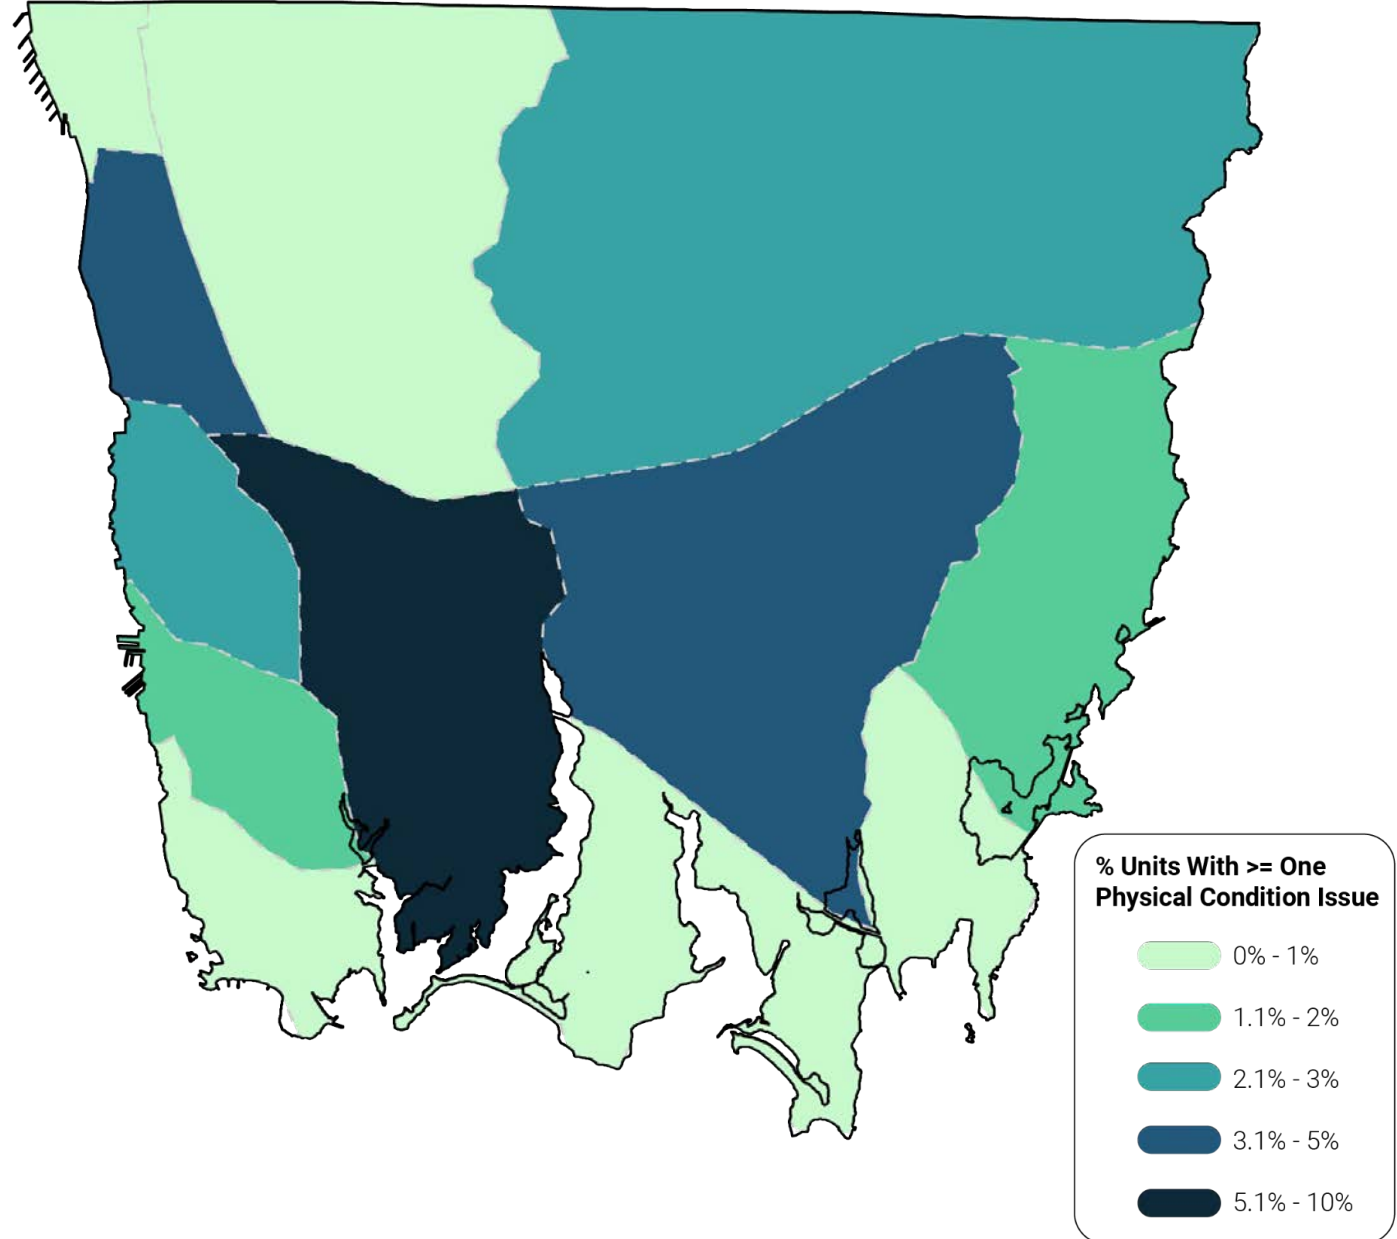 % Units With >= One
Physical Condition Issue
0% - 1%
1.1% - 2%
2.1% - 3%
3.1% - 5%
5.1% - 10%